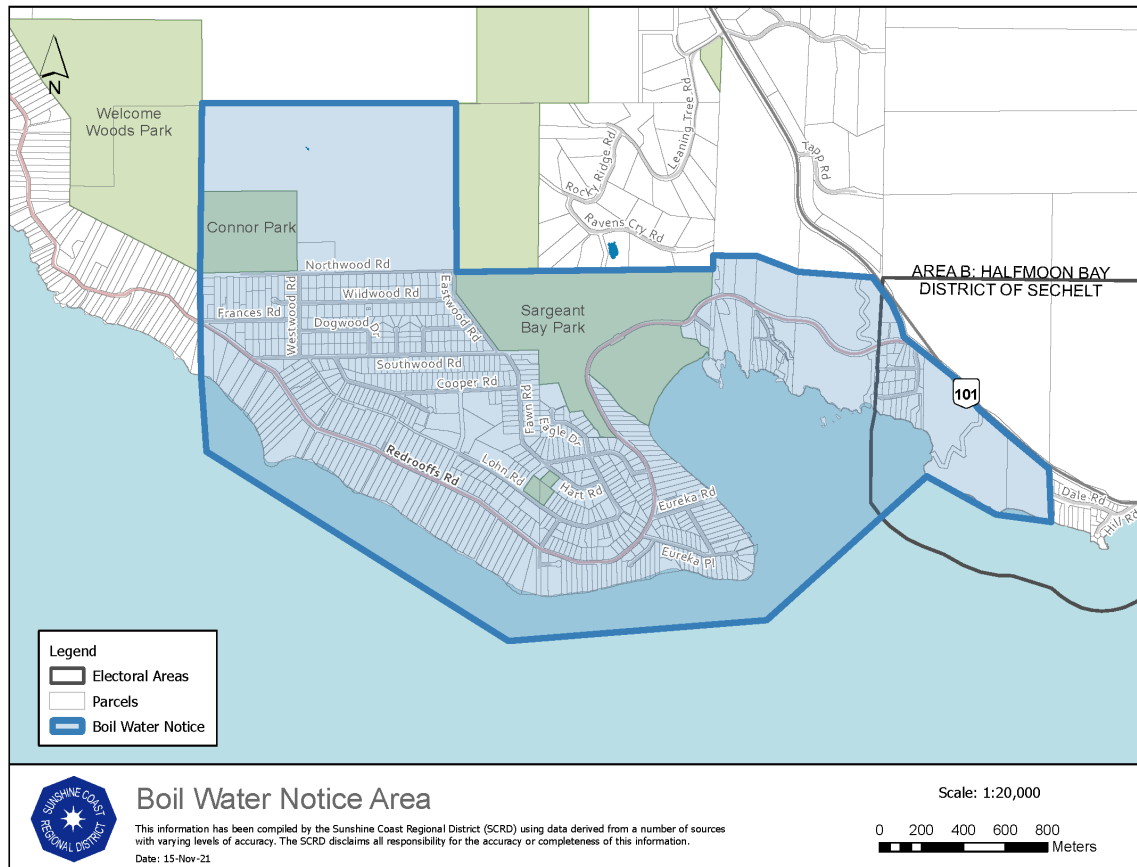 N
Welcome
Woods Park
Leaning Tree Rd
Tapp Rd
Rocky Ridge Rd
Ravens Cry Rd
Connor Park
Northwood Rd
AREA B: HALFMOON BAY
DISTRICT OF SECHELT
Wildwood Rd
Eastwood Rd
Westwood Rd
Frances Rd
Dogwood Dr
Sargeant
Bay Park
Southwood Rd
Cooper Rd
101
Fawn Rd
Eagle Dr
Redrooffs Rd
Lohn Rd
Hart Rd
Eureka Rd
Dale Rd
Hill Rd
Eureka Pl
Legend
Electoral Areas
Parcels
Boil Water Notice
SUNSHINE COAST
REGIONAL DISTRICT
Boil Water Notice Area
This information has been compiled by the Sunshine Coast Regional District (SCRD) using data derived from a number of sources
with varying levels of accuracy. The SCRD disclaims all responsibility for the accuracy or completeness of this information.
Date: 15-Nov-21
Scale: 1:20,000
0 200 400 600 800
Meters